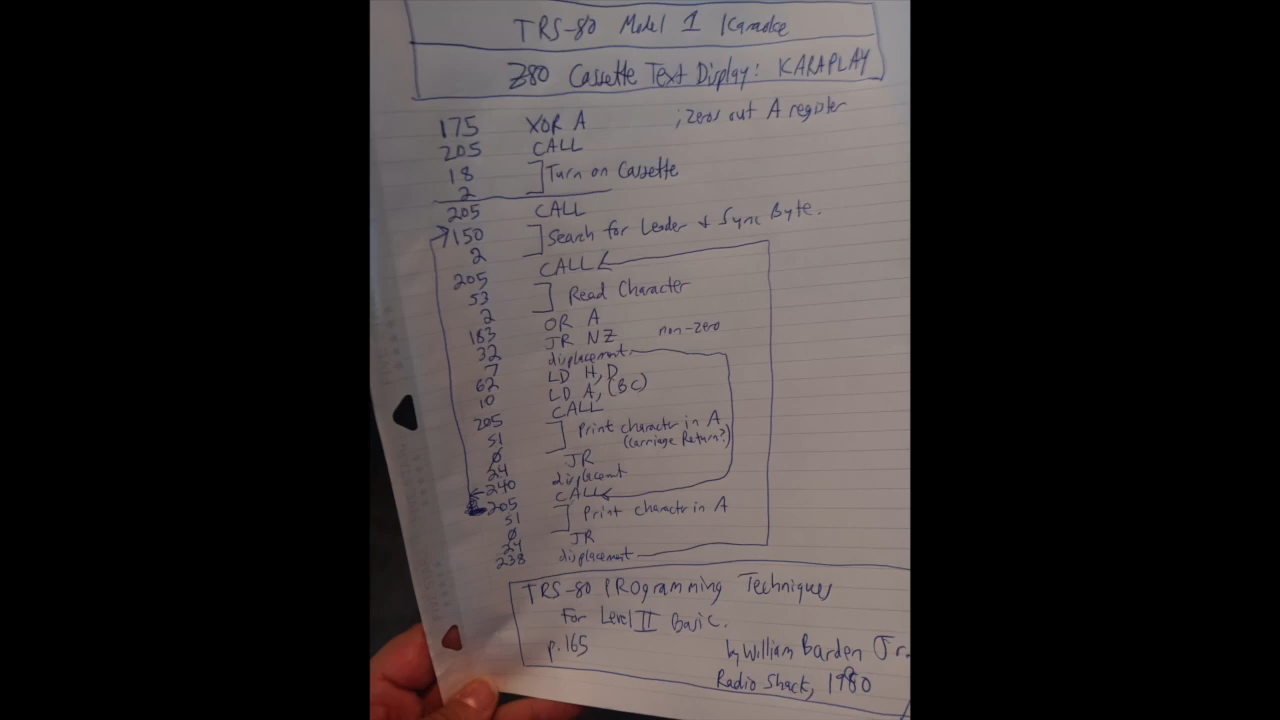 TRS-80 Model 1 Karaoke
Z80 Cassette Text Display: KARAPLAY
175 XOR A ;Zeros out A register
205 CALL
18 Turn on Cassette
2
205 CALL
150 Search for Leader + Sync Byte.
2
205 CALL
53 Read Character
2
183 OR A
32 JR NZ non-zero
7 displacement
62 LD H,D
10 LD A,(BC)
205 CALL
51 Print character in A
0 (Carriage Return?)
24 JR
240 displacement
205 CALL
51 Print character in A
0
24 JR
238 displacement
TRS-80 PROgramming Techniques
For Level II Basic.
p.165
by William Barden Jr.
Radio Shack, 1980